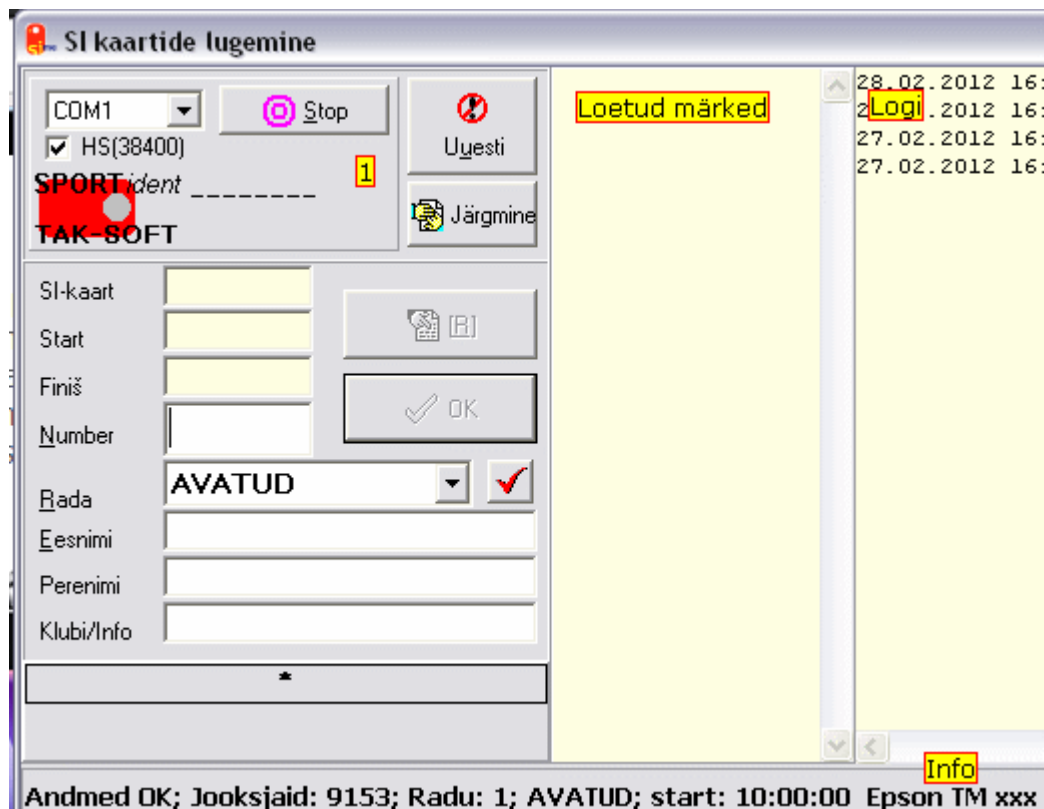 SI kaartide lugemine
COM1
Stop
HS(38400)
1
SPORTident ________
TAK-SOFT
Uuesti
Järgmine
SI-kaart
Start
[R]
Finiš
OK
Number
Rada
AVATUD
Eesnimi
Perenimi
Klubi/Info
*
Loetud märked
28.02.2012 16:
Logi
.2012 16:
27.02.2012 16:
27.02.2012 16:
Info
Andmed OK; Jooksjaid: 9153; Radu: 1; AVATUD; start: 10:00:00 Epson TM xxx